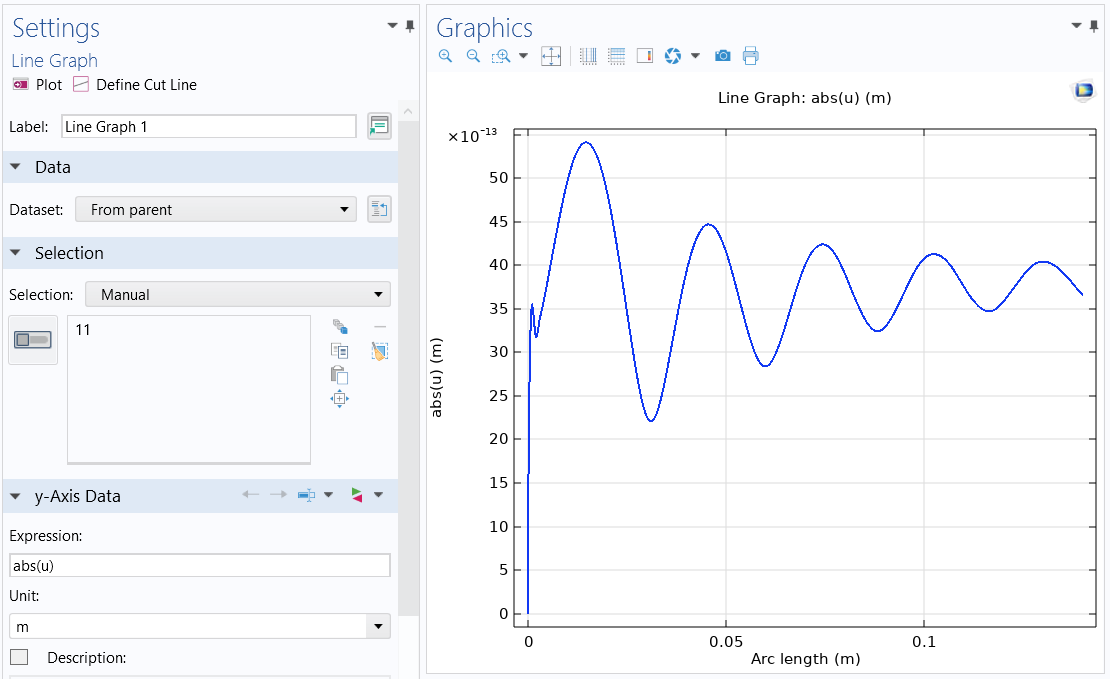 Settings
Line Graph
Plot Define Cut Line
Label: Line Graph 1
Data
Dataset: From parent
Selection
Selection: Manual
11
y-Axis Data
Expression:
abs(u)
Unit:
m
Description:
Graphics
Line Graph: abs(u) (m)
×10⁻¹³
50
45
40
35
30
25
20
15
10
5
0
abs(u) (m)
0 0.05 0.1
Arc length (m)